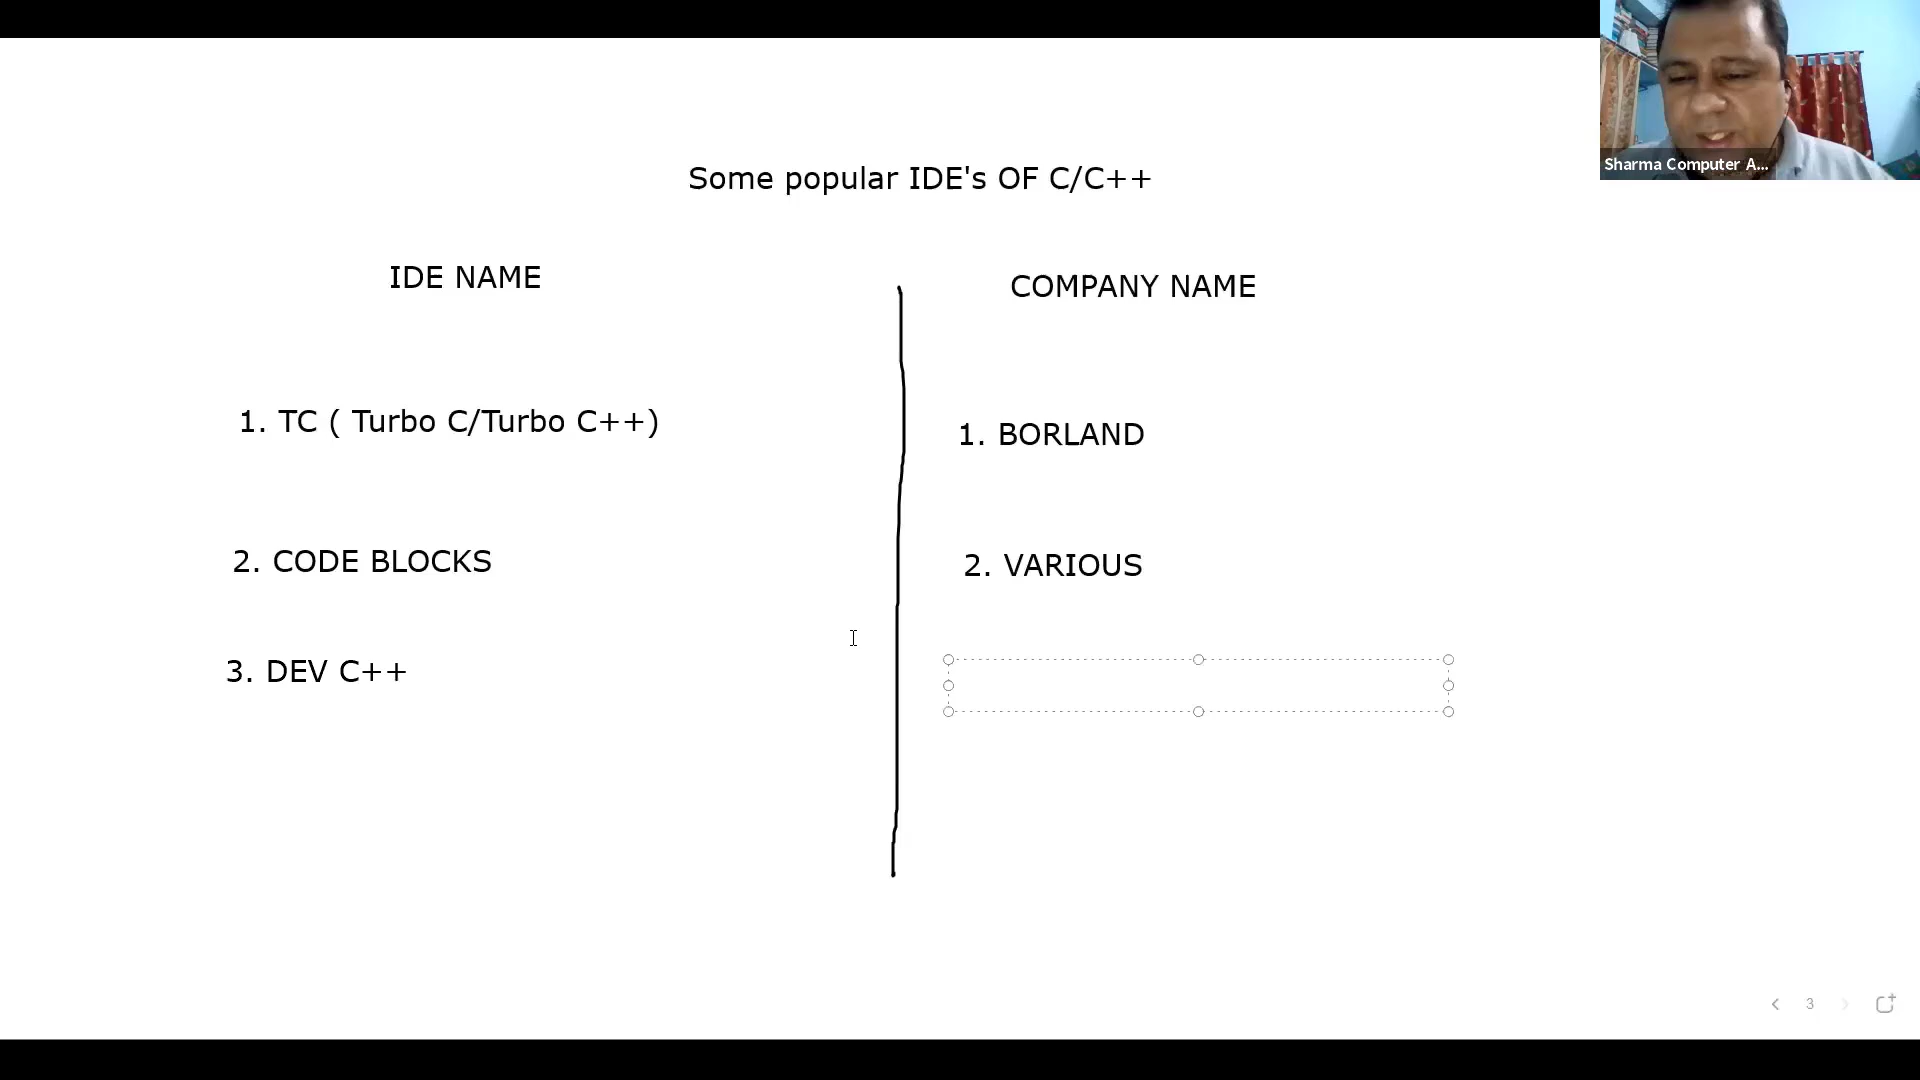 Sharma Computer A...
Some popular IDE's OF C/C++
IDE NAME
COMPANY NAME
1. TC ( Turbo C/Turbo C++)
1. BORLAND
2. CODE BLOCKS
2. VARIOUS
3. DEV C++
3